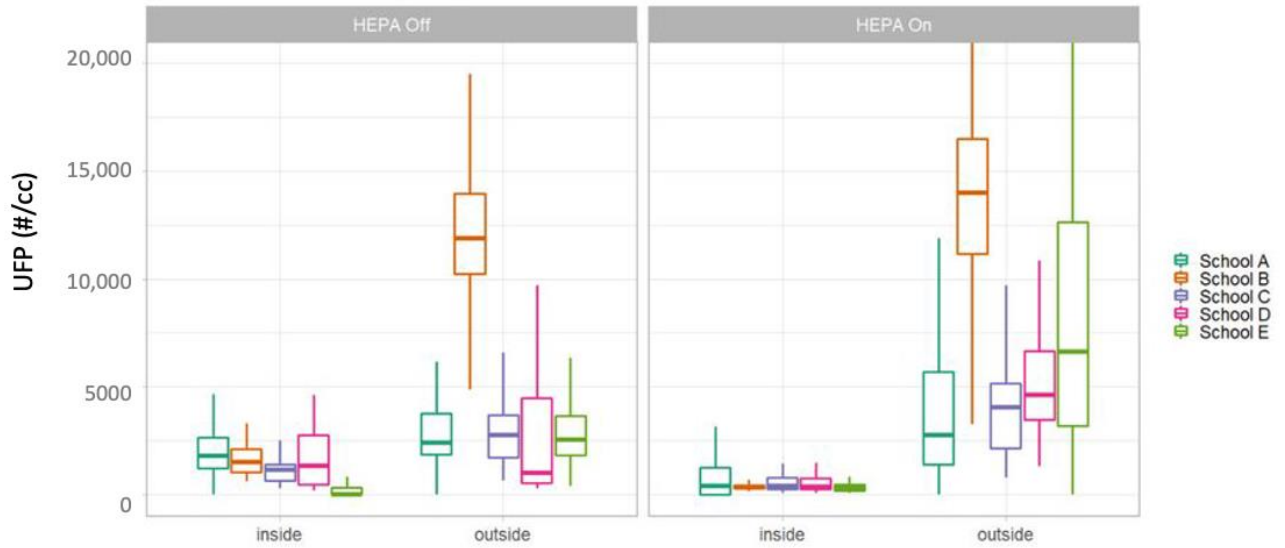 HEPA Off
HEPA On
20,000
15,000
10,000
5000
0
UFP (#/cc)
inside
outside
inside
outside
School A
School B
School C
School D
School E